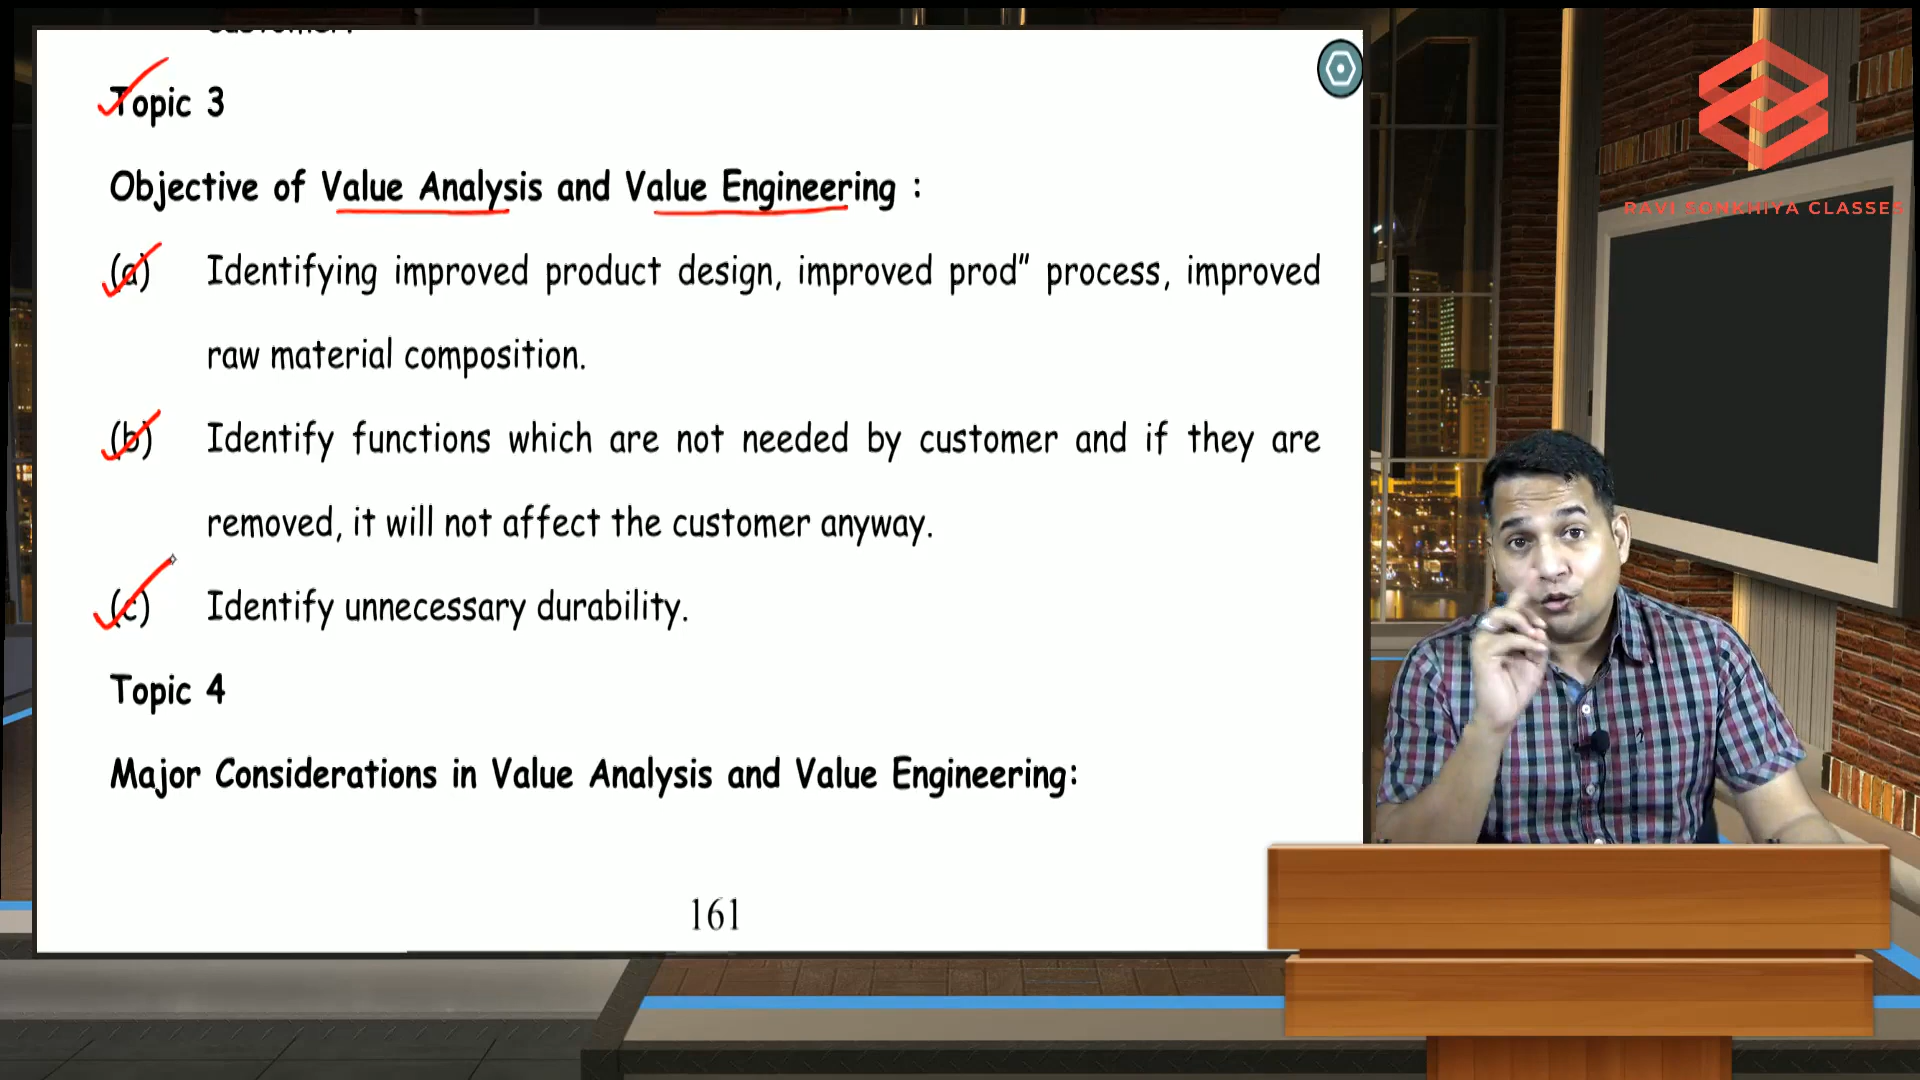 customer.
Topic 3
Objective of Value Analysis and Value Engineering :
(a) Identifying improved product design, improved prod” process, improved
raw material composition.
(b) Identify functions which are not needed by customer and if they are
removed, it will not affect the customer anyway.
(c) Identify unnecessary durability.
Topic 4
Major Considerations in Value Analysis and Value Engineering:
161
RAVI SONKHIYA CLASSES